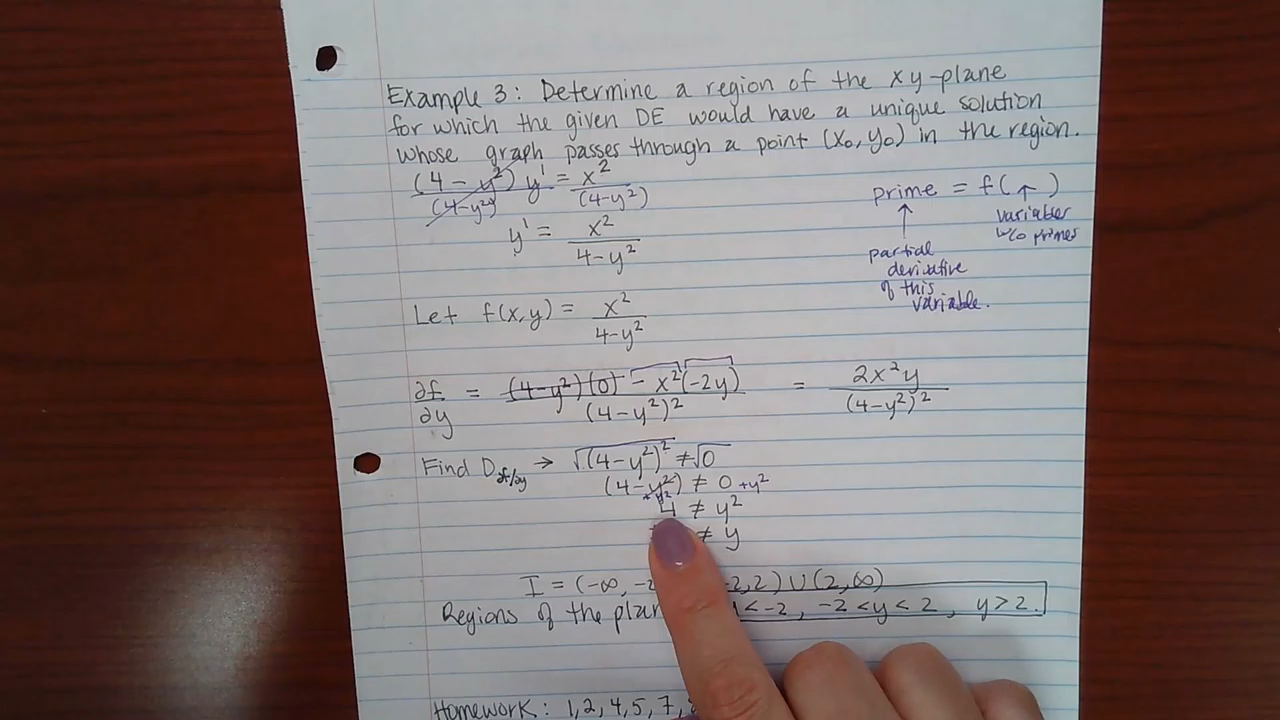 Example 3: Determine a region of the xy-plane
for which the given DE would have a unique solution
whose graph passes through a point (x₀, y₀) in the region.
(4 - y²) y' = x²
(4-y²) (4-y²)
prime = f(↑)
variables
w/o primes
y' = x² / 4-y²
partial
derivative
of this
variable.
Let f(x,y) = x² / 4-y²
∂f/∂y = (4-y²)(0) - x²(-2y) / (4-y²)² = 2x²y / (4-y²)²
Find D∂f/∂y → √(4-y²)² ≠ √0
(4-y²) ≠ 0 +y²
+y²
4 ≠ y²
≠ y
I = (-∞, -2,2) ∪ (2,∞)
Regions of the plane < -2, -2 < y < 2, y > 2.
Homework: 1,2,4,5,7,